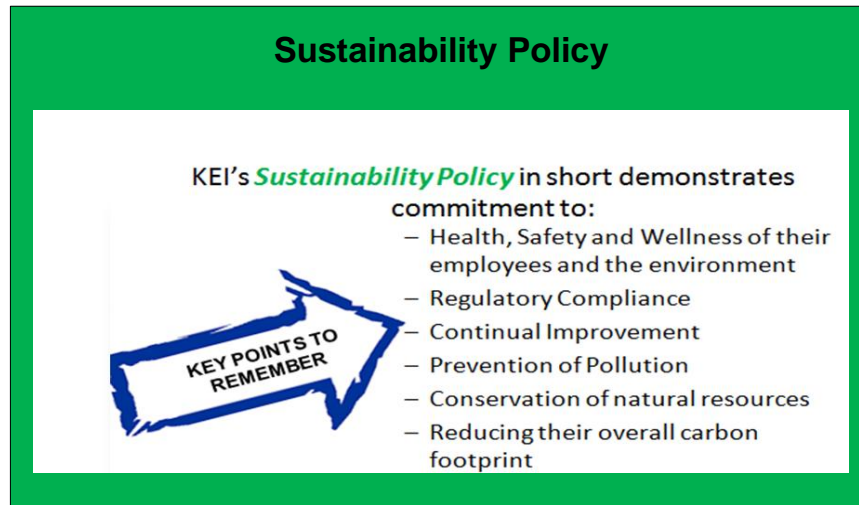 Sustainability Policy
KEI's Sustainability Policy in short demonstrates
commitment to:
– Health, Safety and Wellness of their
employees and the environment
– Regulatory Compliance
– Continual Improvement
– Prevention of Pollution
– Conservation of natural resources
– Reducing their overall carbon
footprint
KEY POINTS TO
REMEMBER